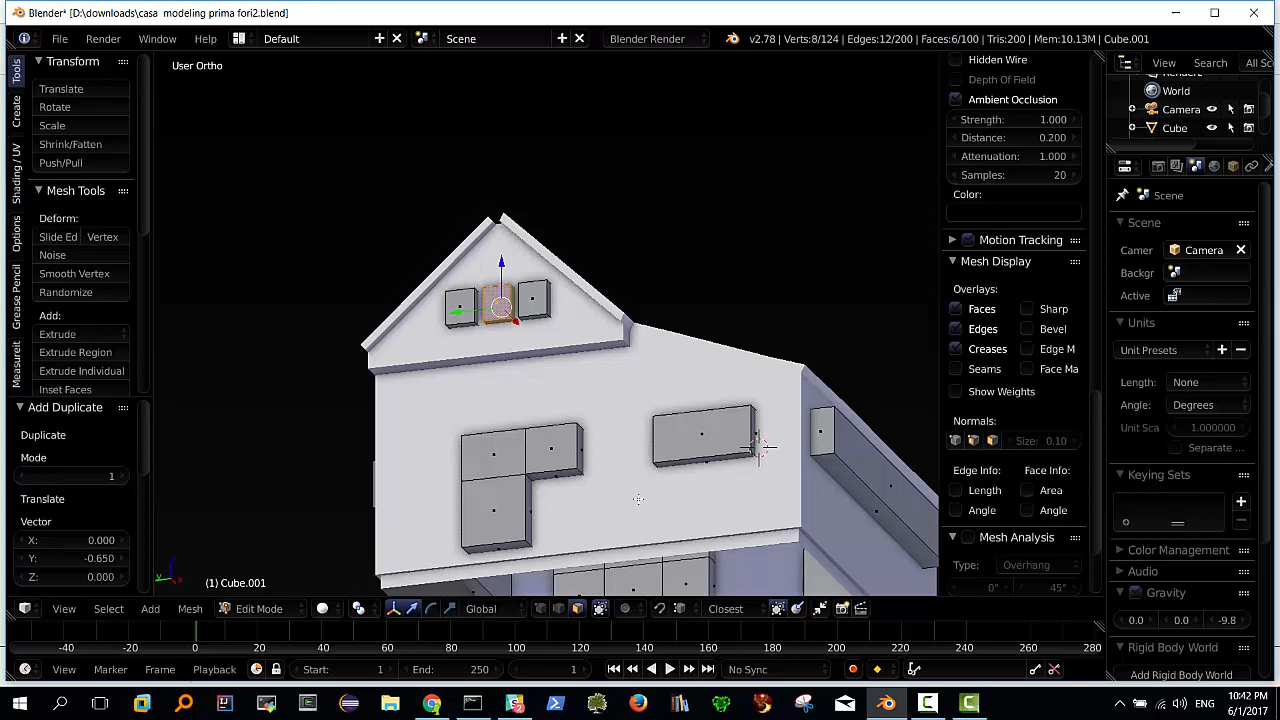 Blender* [D:\downloads\casa modeling prima fori2.blend]
File Render Window Help Default Scene Blender Render v2.78 | Verts:8/124 | Edges:12/200 | Faces:6/100 | Tris:200 | Mem:10.13M | Cube.001
User Ortho
Tools
Create
Shading / UV
Options
Grease Pencil
Measureit
Transform
Translate
Rotate
Scale
Shrink/Fatten
Push/Pull
Mesh Tools
Deform:
Slide Ed Vertex
Noise
Smooth Vertex
Randomize
Add:
Extrude
Extrude Region
Extrude Individual
Inset Faces
Add Duplicate
Duplicate
Mode
1
Translate
Vector
X: 0.000
Y: -0.650
Z: 0.000
(1) Cube.001
Hidden Wire
Depth Of Field
Ambient Occlusion
Strength: 1.000
Distance: 0.200
Attenuation: 1.000
Samples: 20
Color:
Motion Tracking
Mesh Display
Overlays:
Faces Sharp
Edges Bevel
Creases Edge M
Seams Face Ma
Show Weights
Normals:
Size: 0.10
Edge Info: Face Info:
Length Area
Angle Angle
Mesh Analysis
Type: Overhang
0° 45°
View Search All Sc
World
Camera
Cube
Scene
Scene
Camer Camera
Backgr
Active
Units
Unit Presets
Length: None
Angle: Degrees
Unit Sca 1.000000
Separate ...
Keying Sets
Color Management
Audio
Gravity
0.0 0.0 -9.8
Rigid Body World
Add Rigid Body World
View Select Add Mesh Edit Mode Global Closest
-40 -20 0 20 40 60 80 100 120 140 160 180 200 220 240 260 280
View Marker Frame Playback Start: 1 End: 250 1 No Sync
ENG 10:42 PM
6/1/2017